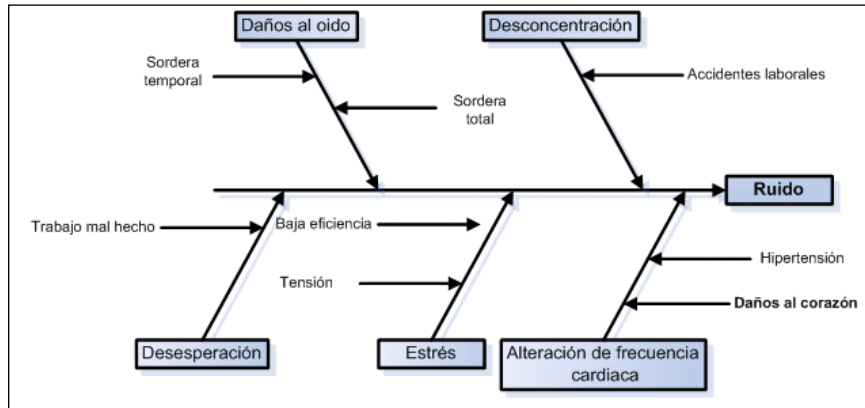 Daños al oido
Desconcentración
Sordera
temporal
Accidentes laborales
Sordera
total
Ruido
Trabajo mal hecho
Baja eficiencia
Hipertensión
Tensión
Daños al corazón
Desesperación
Estrés
Alteración de frecuencia
cardiaca